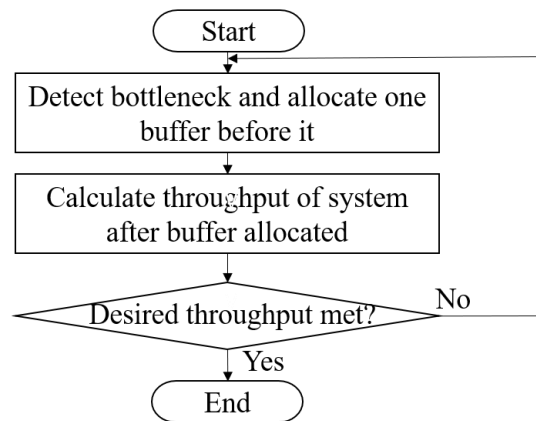 Start
Detect bottleneck and allocate one
buffer before it
Calculate throughput of system
after buffer allocated
Desired throughput met?
No
Yes
End